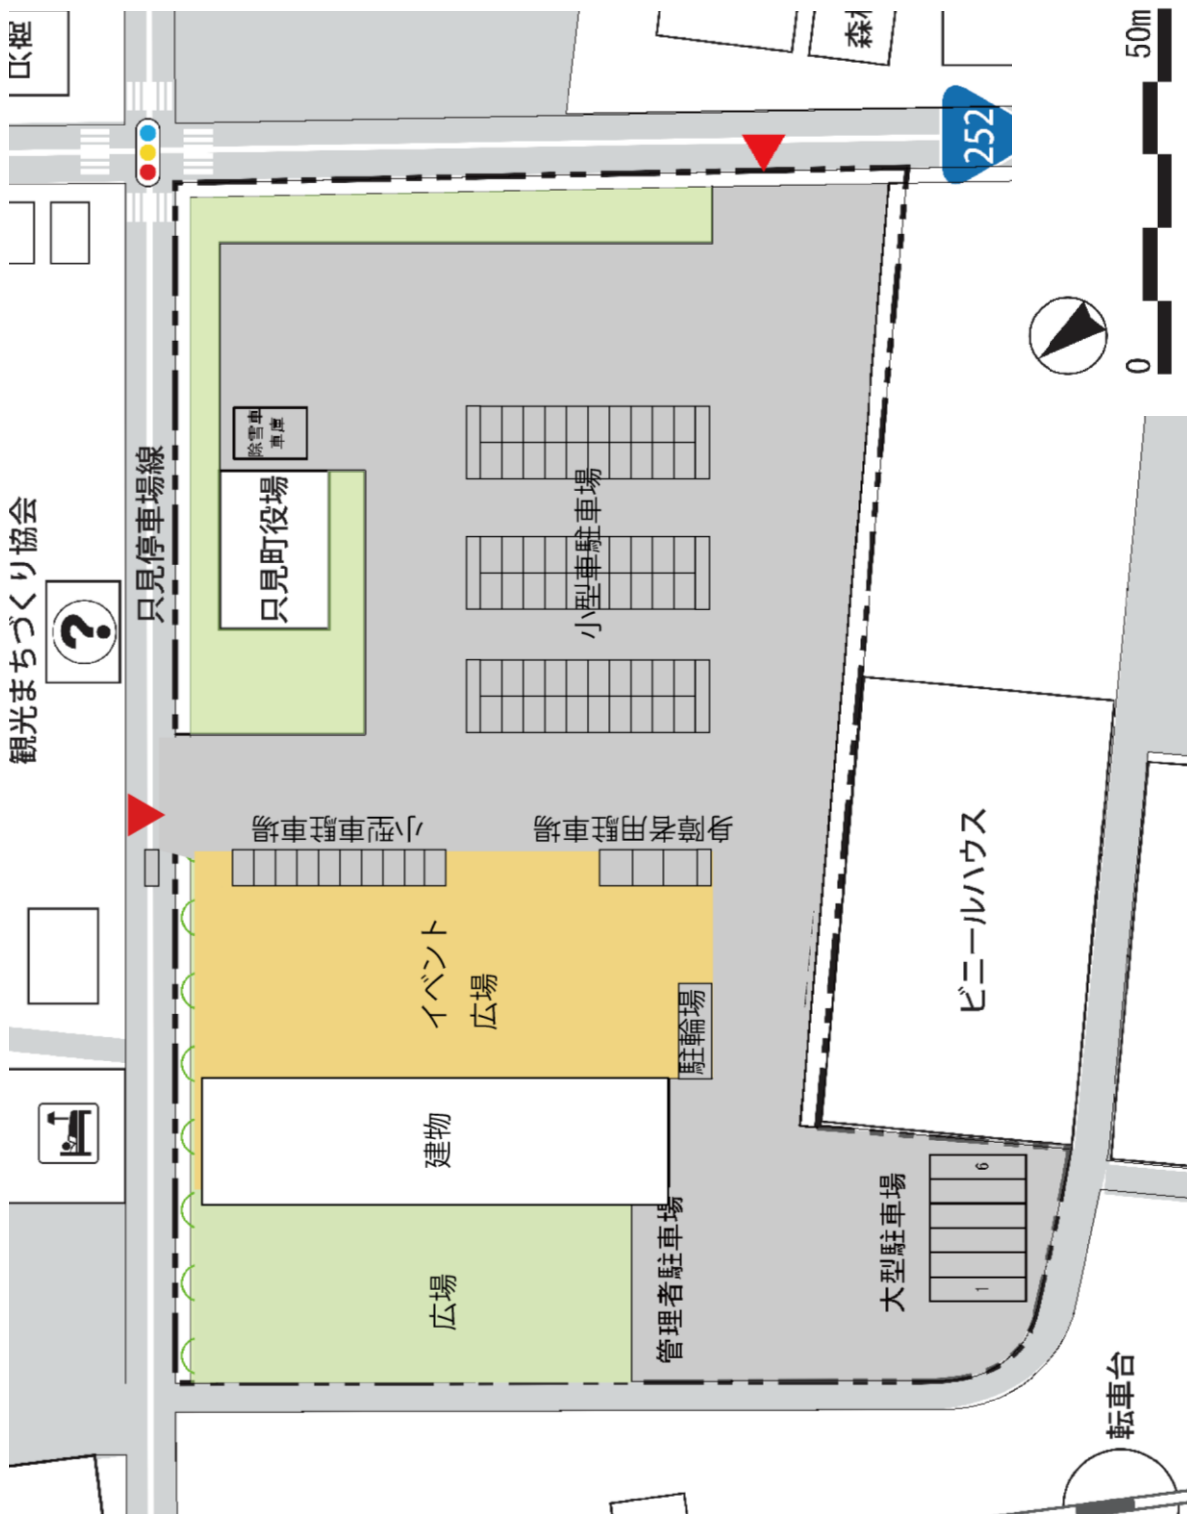 50m
0
252
森林
只見停車場線
観光まちづくり協会
?
除雪車
車庫
只見町役場
小型車駐車場
小型車駐車場
身障者用駐車場
イベント
広場
駐輪場
建物
広場
管理者駐車場
大型駐車場
6
1
ビニールハウス
転車台